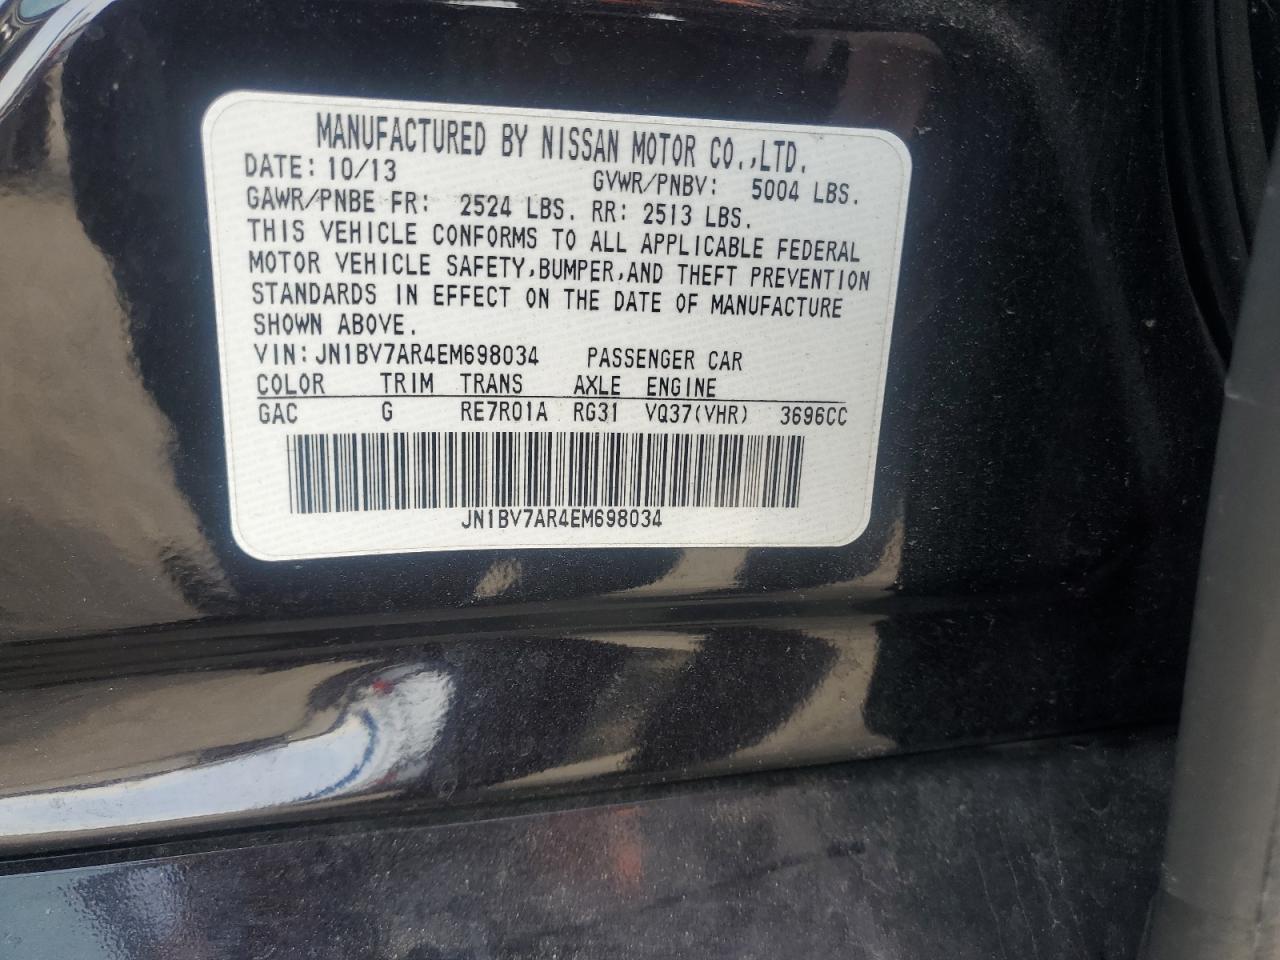 MANUFACTURED BY NISSAN MOTOR CO.,LTD.
DATE: 10/13 GVWR/PNBV: 5004 LBS.
GAWR/PNBE FR: 2524 LBS. RR: 2513 LBS.
THIS VEHICLE CONFORMS TO ALL APPLICABLE FEDERAL
MOTOR VEHICLE SAFETY,BUMPER,AND THEFT PREVENTION
STANDARDS IN EFFECT ON THE DATE OF MANUFACTURE
SHOWN ABOVE.
VIN: JN1BV7AR4EM698034 PASSENGER CAR
COLOR TRIM TRANS AXLE ENGINE
GAC G RE7R01A RG31 VQ37(VHR) 3696CC
JN1BV7AR4EM698034